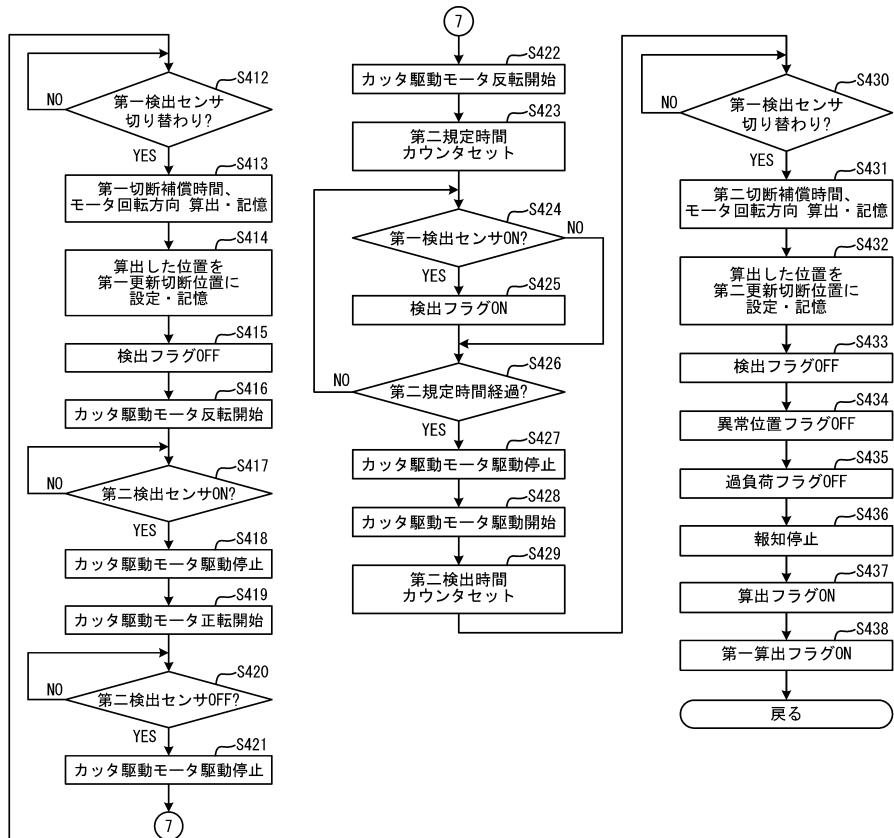 S412
第一検出センサ
切り替わり?
NO
YES
S413
第一切断補償時間、
モータ回転方向 算出・記憶
S414
算出した位置を
第一更新切断位置に
設定・記憶
S415
検出フラグOFF
S416
カッタ駆動モータ反転開始
S417
第二検出センサON?
NO
YES
S418
カッタ駆動モータ駆動停止
S419
カッタ駆動モータ正転開始
S420
第二検出センサOFF?
NO
YES
S421
カッタ駆動モータ駆動停止
7
7
S422
カッタ駆動モータ反転開始
S423
第二規定時間
カウンタセット
S424
第一検出センサON?
NO
YES
S425
検出フラグON
S426
第二規定時間経過?
NO
YES
S427
カッタ駆動モータ駆動停止
S428
カッタ駆動モータ駆動開始
S429
第二検出時間
カウンタセット
S430
第一検出センサ
切り替わり?
NO
YES
S431
第二切断補償時間、
モータ回転方向 算出・記憶
S432
算出した位置を
第二更新切断位置に
設定・記憶
S433
検出フラグOFF
S434
異常位置フラグOFF
S435
過負荷フラグOFF
S436
報知停止
S437
算出フラグON
S438
第一算出フラグON
戻る